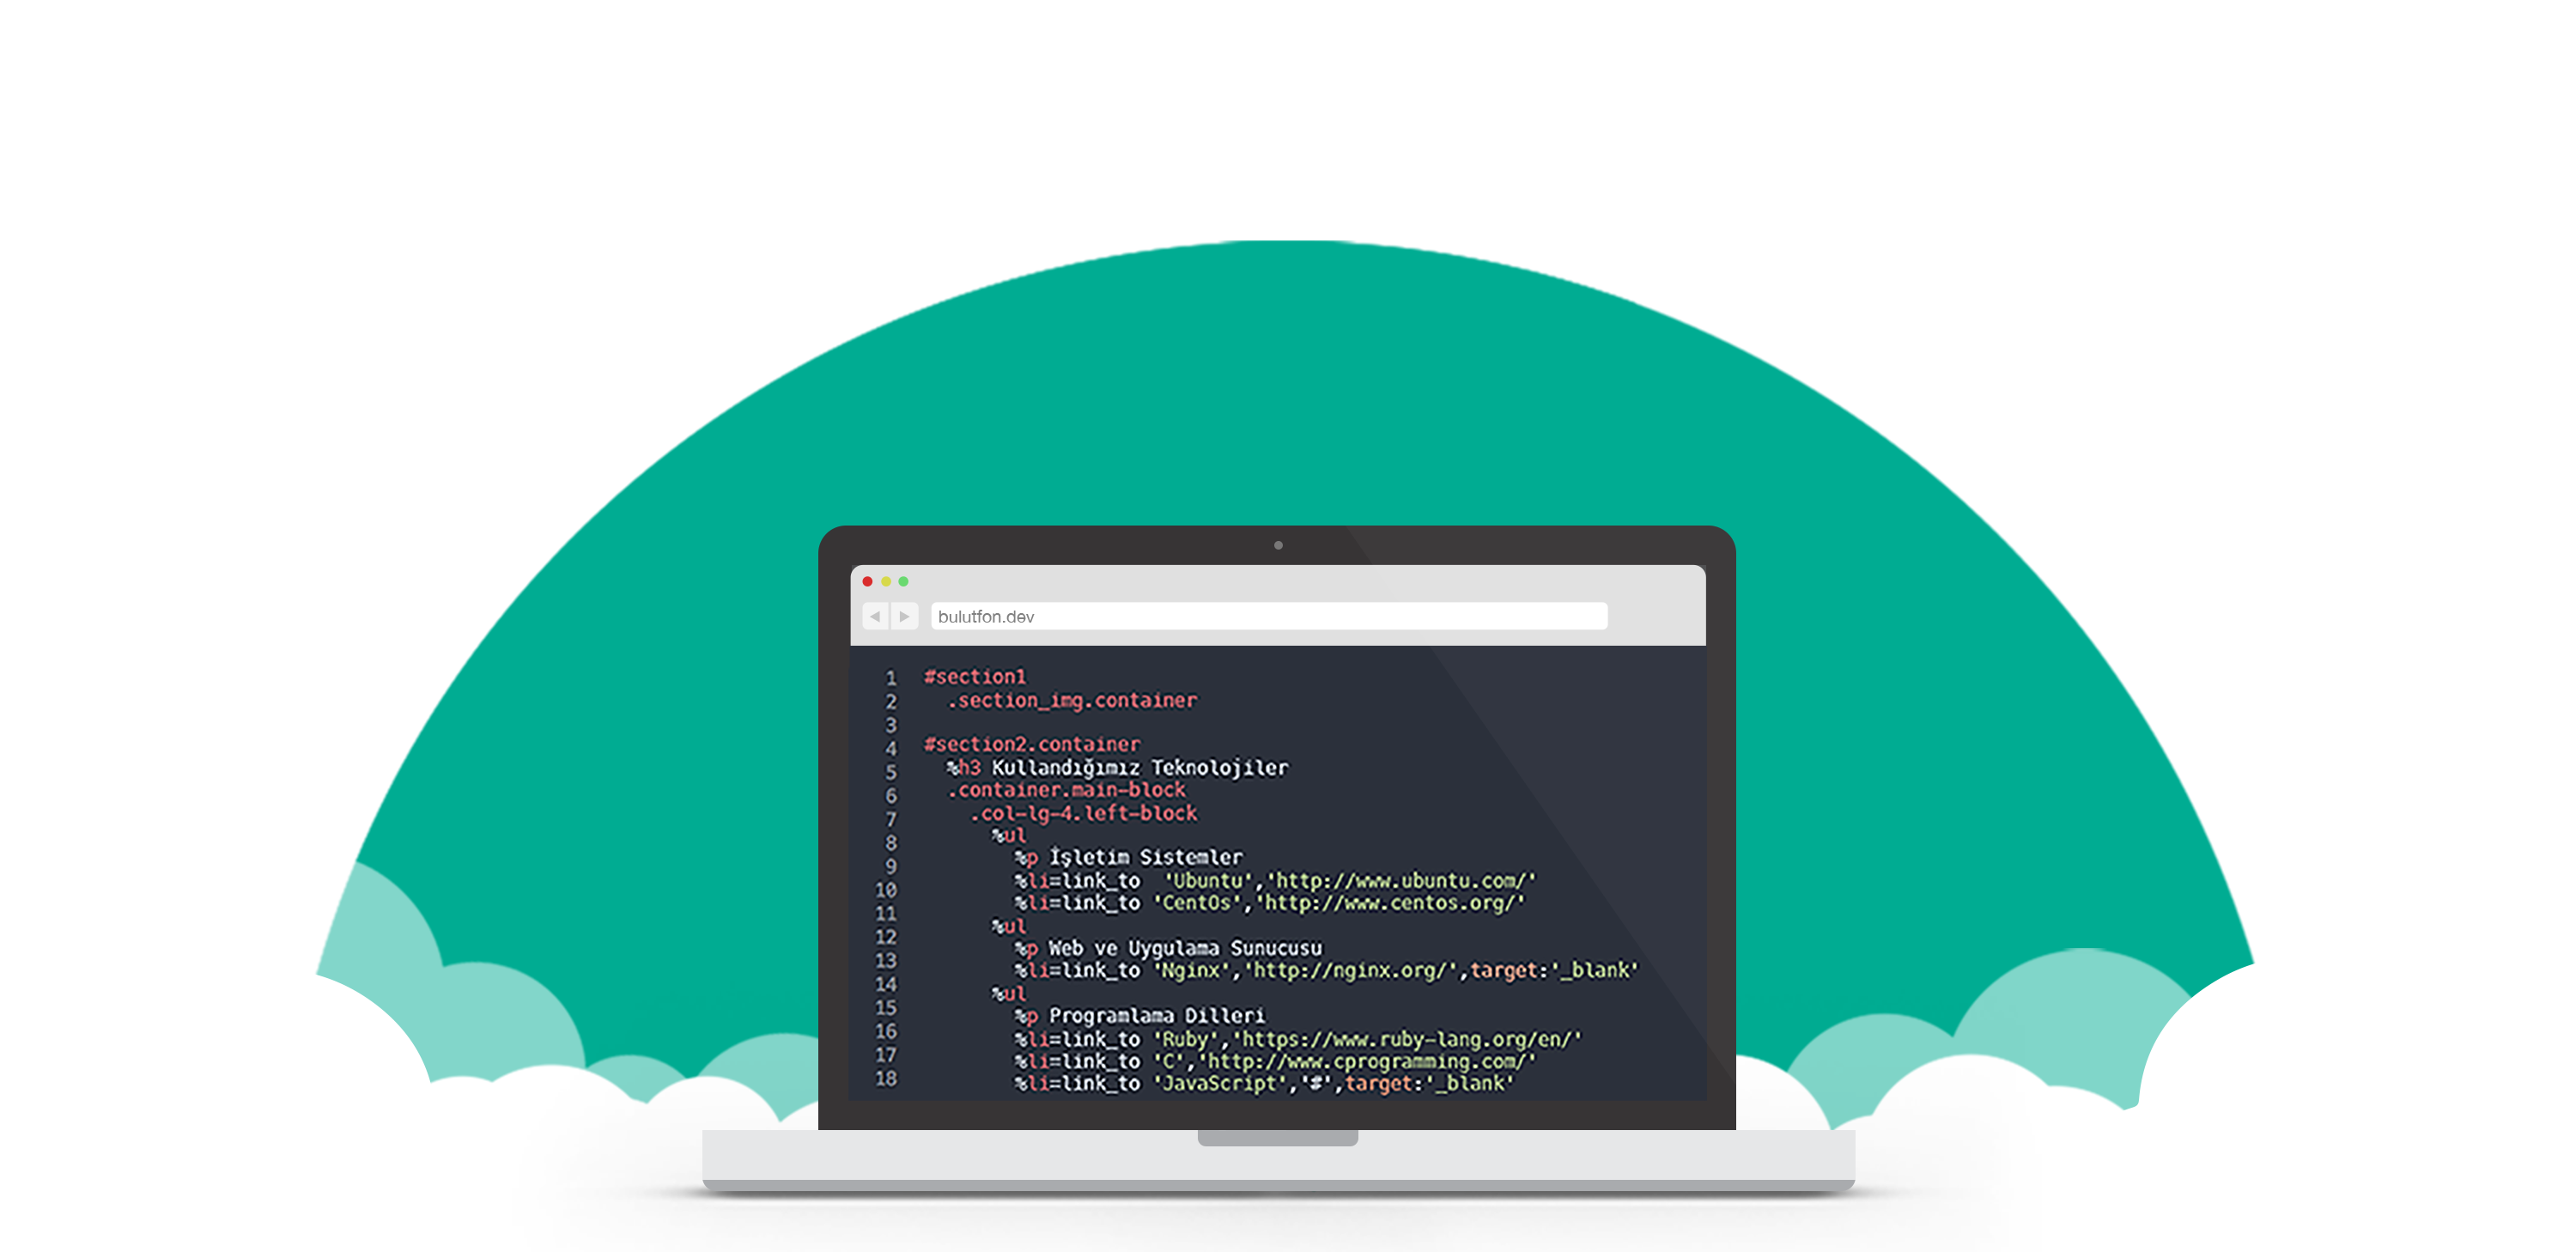 bulutfon.dev
1 #section1
2 .section_img.container
3
4 #section2.container
5 %h3 Kullandığımız Teknolojiler
6 .container.main-block
7 .col-lg-4.left-block
8 %ul
9 %p İşletim Sistemler
10 %li=link_to 'Ubuntu','http://www.ubuntu.com/'
11 %li=link_to 'CentOs','http://www.centos.org/'
12 %ul
13 %p Web ve Uygulama Sunucusu
14 %li=link_to 'Nginx','http://nginx.org/',target:'_blank'
15 %ul
16 %p Programlama Dilleri
17 %li=link_to 'Ruby','https://www.ruby-lang.org/en/'
18 %li=link_to 'C','http://www.cprogramming.com/'
%li=link_to 'JavaScript','#',target:'_blank'